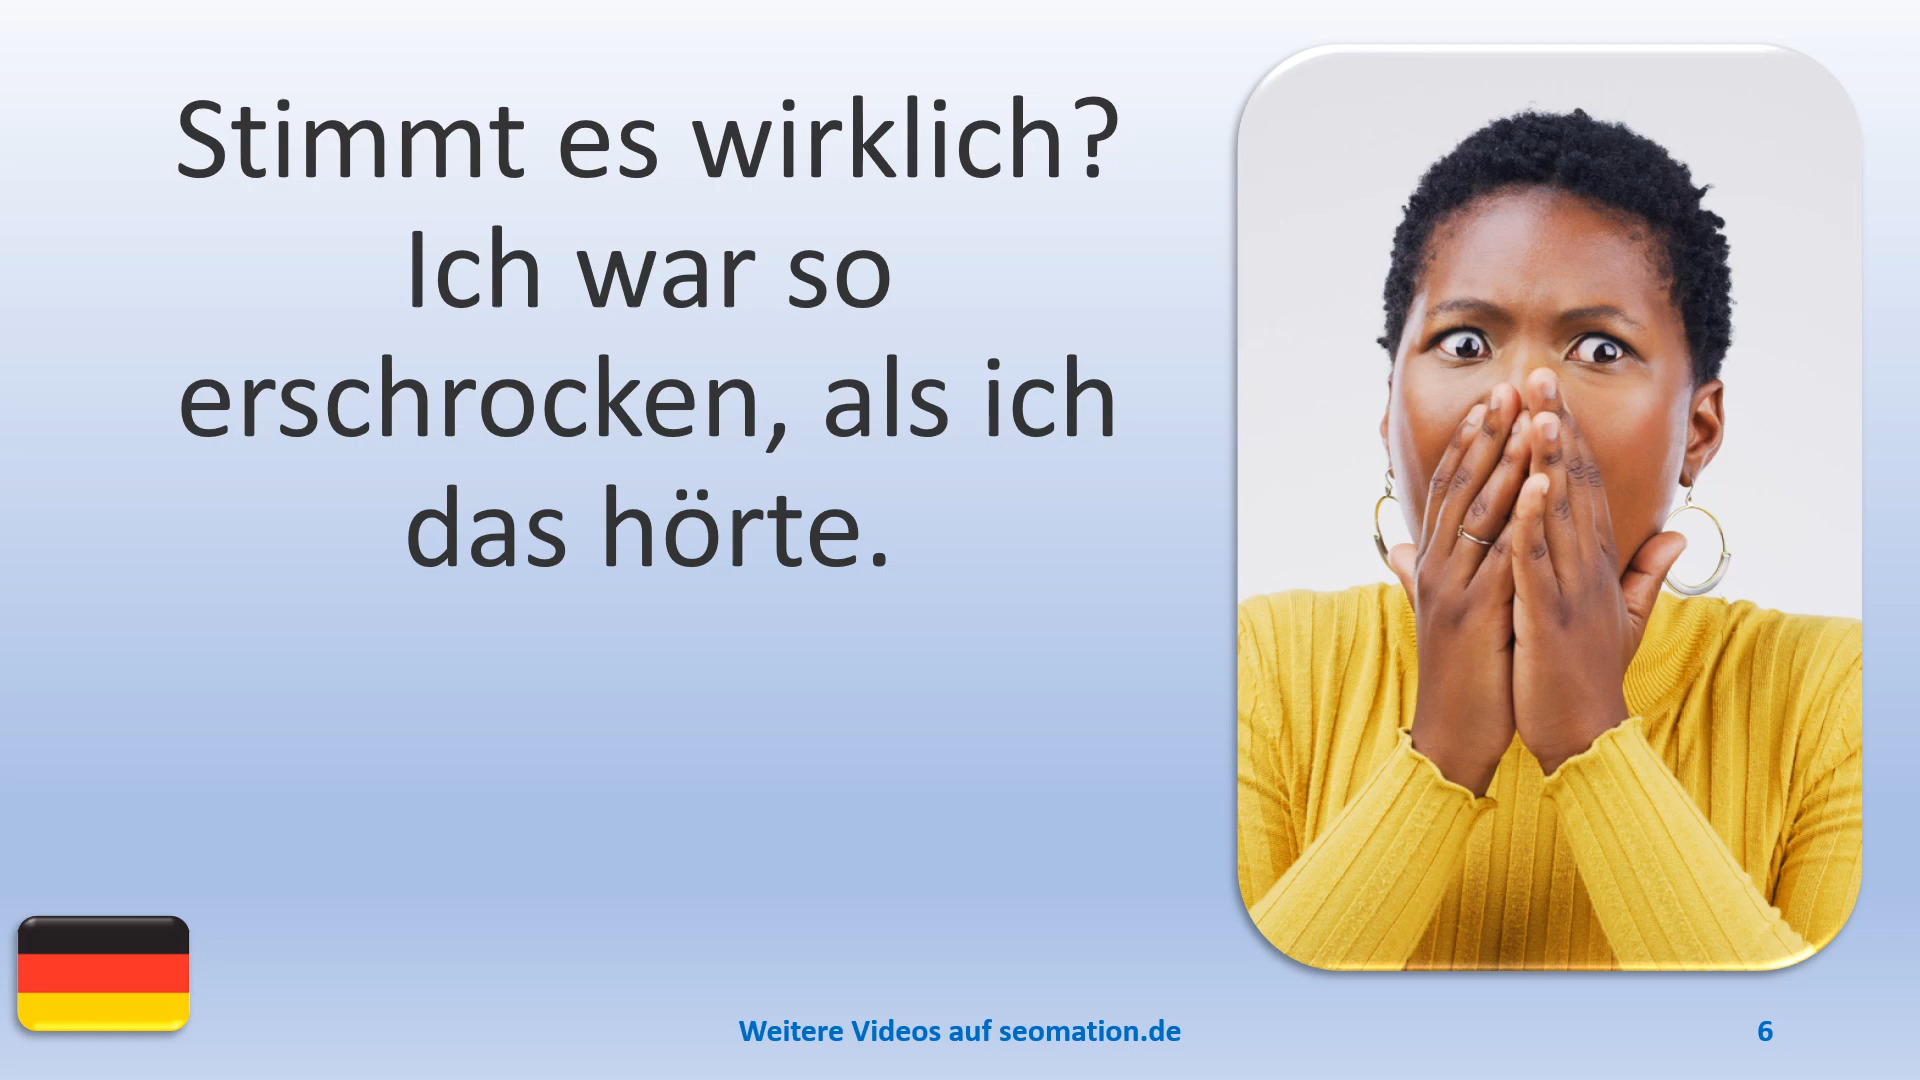 Stimmt es wirklich?
Ich war so
erschrocken, als ich
das hörte.
Weitere Videos auf seomation.de
6